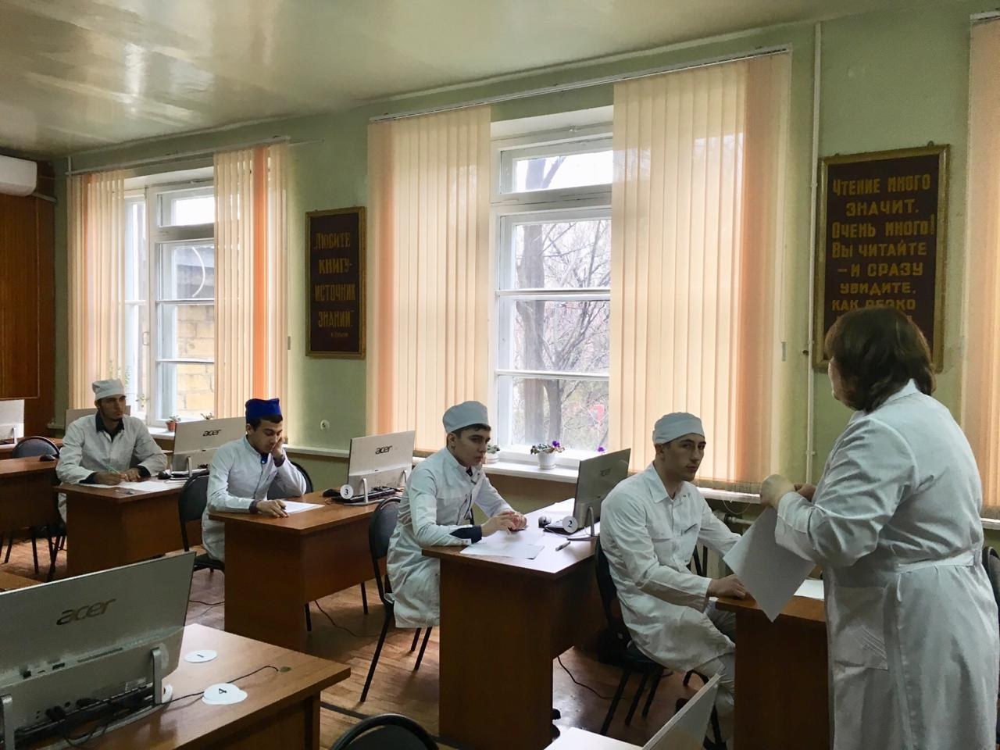 ЛЮБИТЕ
КНИГУ-
ИСТОЧНИК
ЗНАНИЙ
ЧТЕНИЕ МНОГО
ЗНАЧИТ.
ОЧЕНЬ МНОГО!
ВЫ ЧИТАЙТЕ
– И СРАЗУ
УВИДИТЕ,
КАК РЕЗКО
acer
acer
acer
3
2
acer
1
4